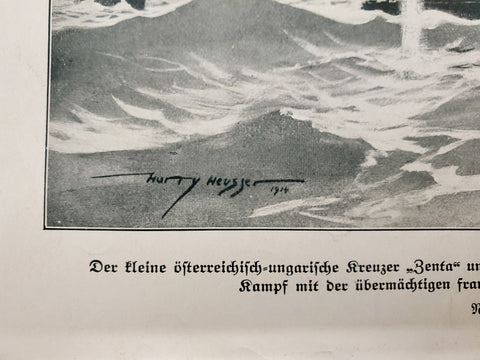 Harry Heusser
1914
Der kleine österreichisch-ungarische Kreuzer „Zenta“
Kampf mit der übermächtigen